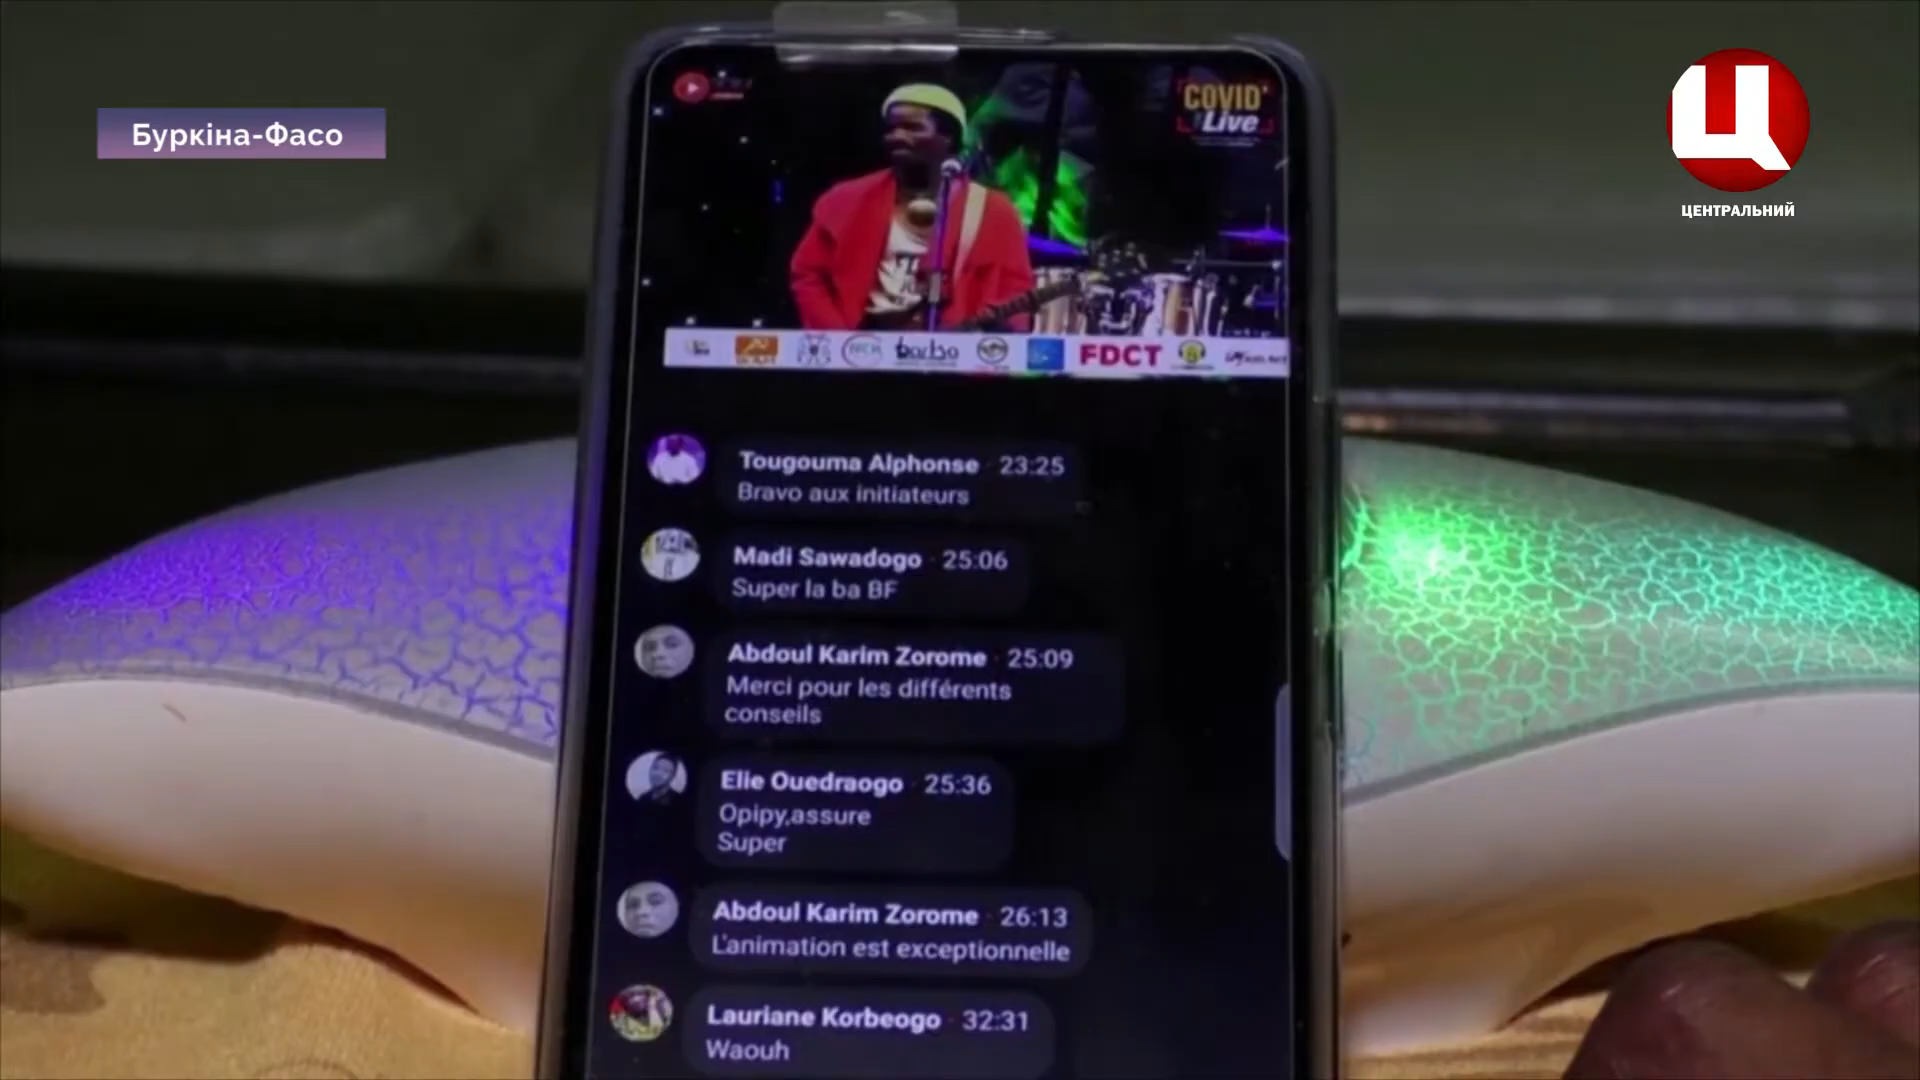 Буркіна-Фасо
Ц
ЦЕНТРАЛЬНИЙ
COVID'
Live
FDCT
Tougouma Alphonse · 23:25
Bravo aux initiateurs
Madi Sawadogo · 25:06
Super la ba BF
Abdoul Karim Zorome · 25:09
Merci pour les différents
conseils
Elie Ouedraogo · 25:36
Opipy,assure
Super
Abdoul Karim Zorome · 26:13
L'animation est exceptionnelle
Lauriane Korbeogo · 32:31
Waouh